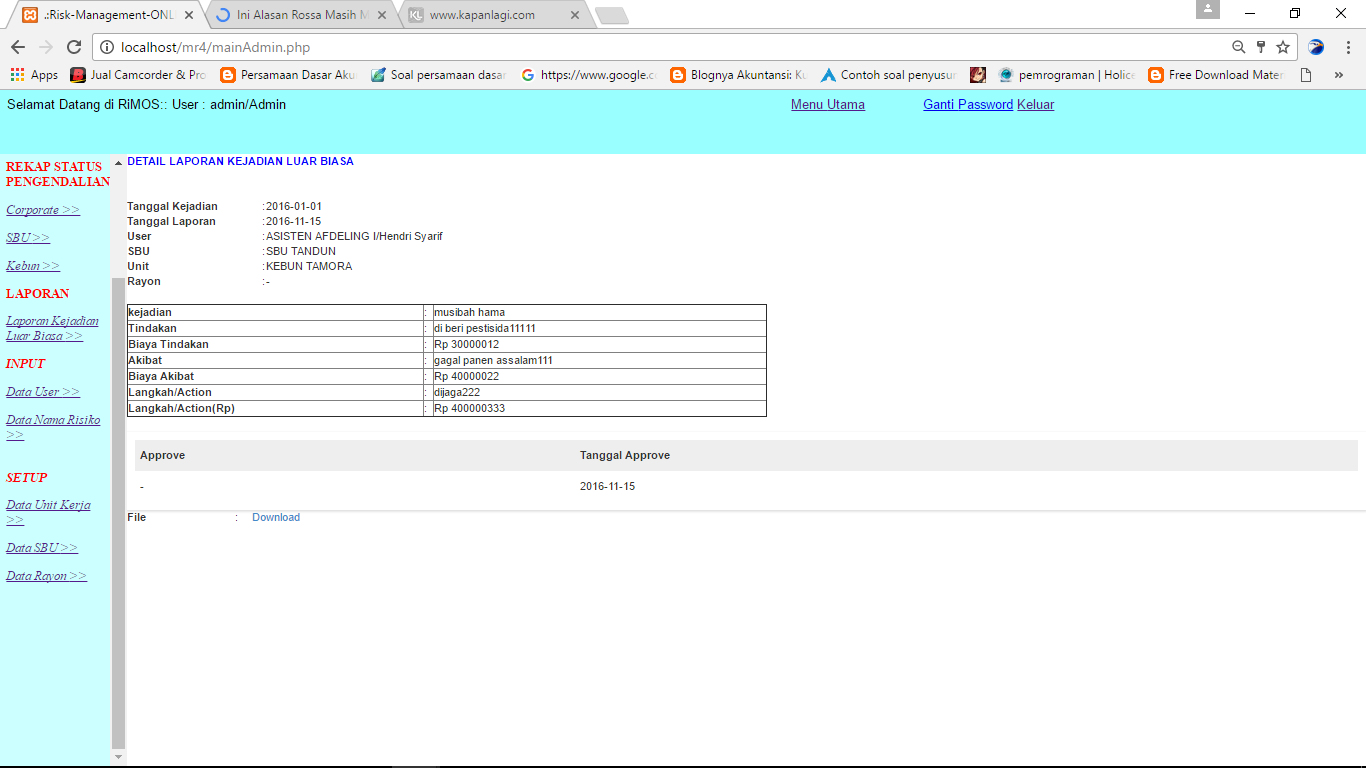 .:Risk-Management-ONL
Ini Alasan Rossa Masih M
KL www.kapanlagi.com
localhost/mr4/mainAdmin.php
Apps
Jual Camcorder & Pro
Persamaan Dasar Aku
Soal persamaan dasar
G https://www.google.c
Blognya Akuntansi: Ku
Contoh soal penyusun
pemrograman | Holic
Free Download Mater
»
Selamat Datang di RiMOS:: User : admin/Admin
Menu Utama
Ganti Password Keluar
REKAP STATUS
PENGENDALIAN
Corporate >>
SBU >>
Kebun >>
LAPORAN
Laporan Kejadian
Luar Biasa >>
INPUT
Data User >>
Data Nama Risiko
>>
SETUP
Data Unit Kerja
>>
Data SBU >>
Data Rayon >>
DETAIL LAPORAN KEJADIAN LUAR BIASA
Tanggal Kejadian :2016-01-01
Tanggal Laporan :2016-11-15
User :ASISTEN AFDELING I/Hendri Syarif
SBU :SBU TANDUN
Unit :KEBUN TAMORA
Rayon :-
kejadian : musibah hama
Tindakan : di beri pestisida11111
Biaya Tindakan : Rp 30000012
Akibat : gagal panen assalam111
Biaya Akibat : Rp 40000022
Langkah/Action : dijaga222
Langkah/Action(Rp) : Rp 400000333
Approve Tanggal Approve
- 2016-11-15
File : Download